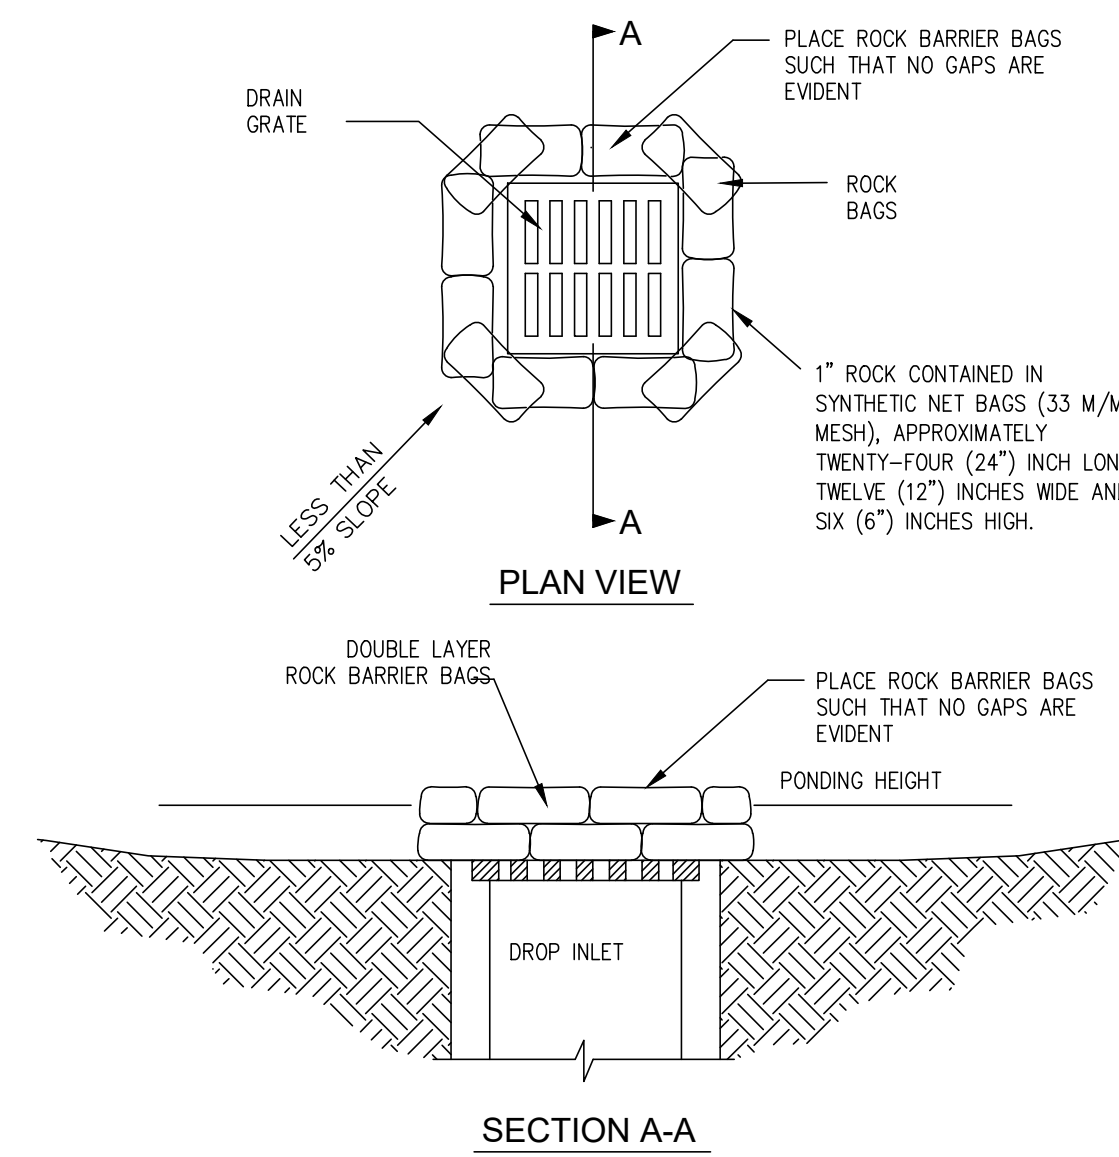 A
PLACE ROCK BARRIER BAGS
SUCH THAT NO GAPS ARE
EVIDENT
DRAIN
GRATE
ROCK
BAGS
1" ROCK CONTAINED IN
SYNTHETIC NET BAGS (33 M/M
MESH), APPROXIMATELY
TWENTY-FOUR (24") INCH LON
TWELVE (12") INCHES WIDE AN
SIX (6") INCHES HIGH.
LESS THAN
5% SLOPE
A
PLAN VIEW
DOUBLE LAYER
ROCK BARRIER BAGS
PLACE ROCK BARRIER BAGS
SUCH THAT NO GAPS ARE
EVIDENT
PONDING HEIGHT
DROP INLET
SECTION A-A